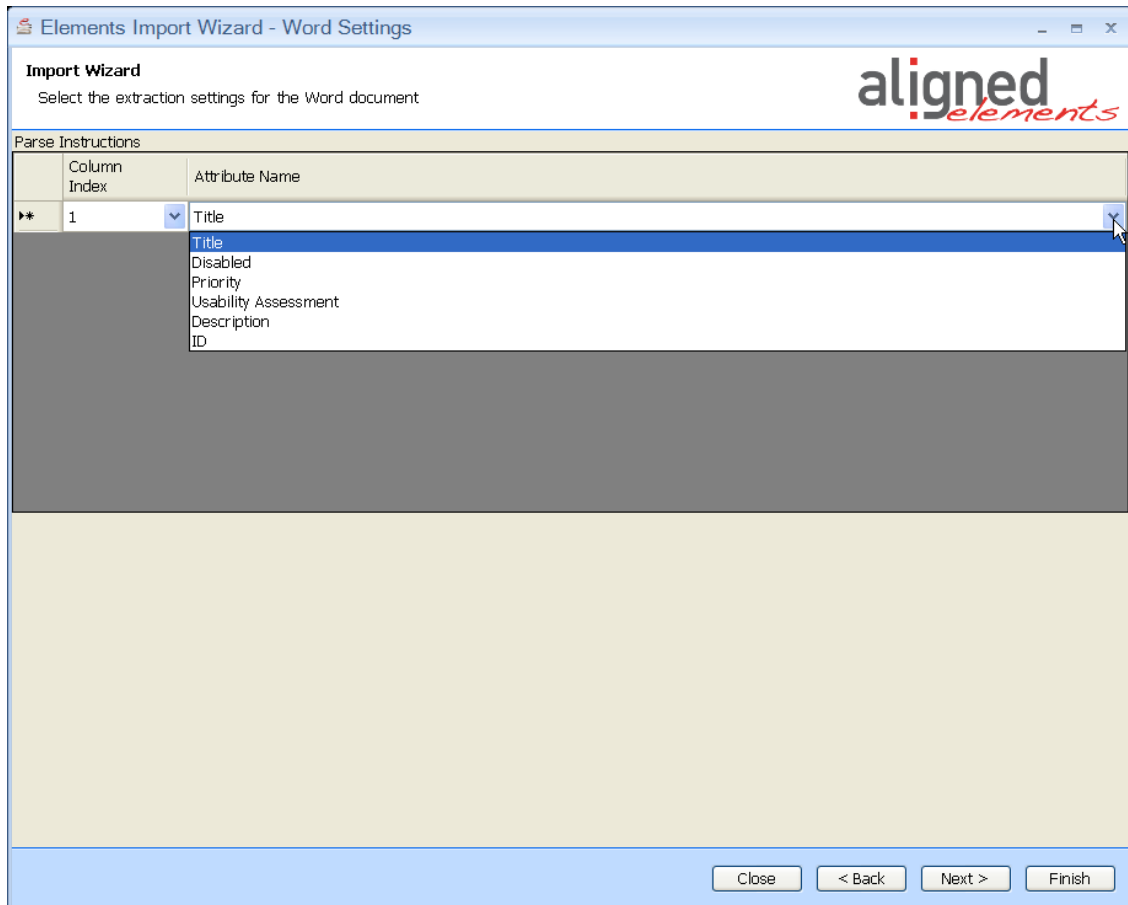 Elements Import Wizard - Word Settings
Import Wizard
Select the extraction settings for the Word document
aligned
elements
Parse Instructions
Column
Index
Attribute Name
1
Title
Title
Disabled
Priority
Usability Assessment
Description
ID
Close
< Back
Next >
Finish